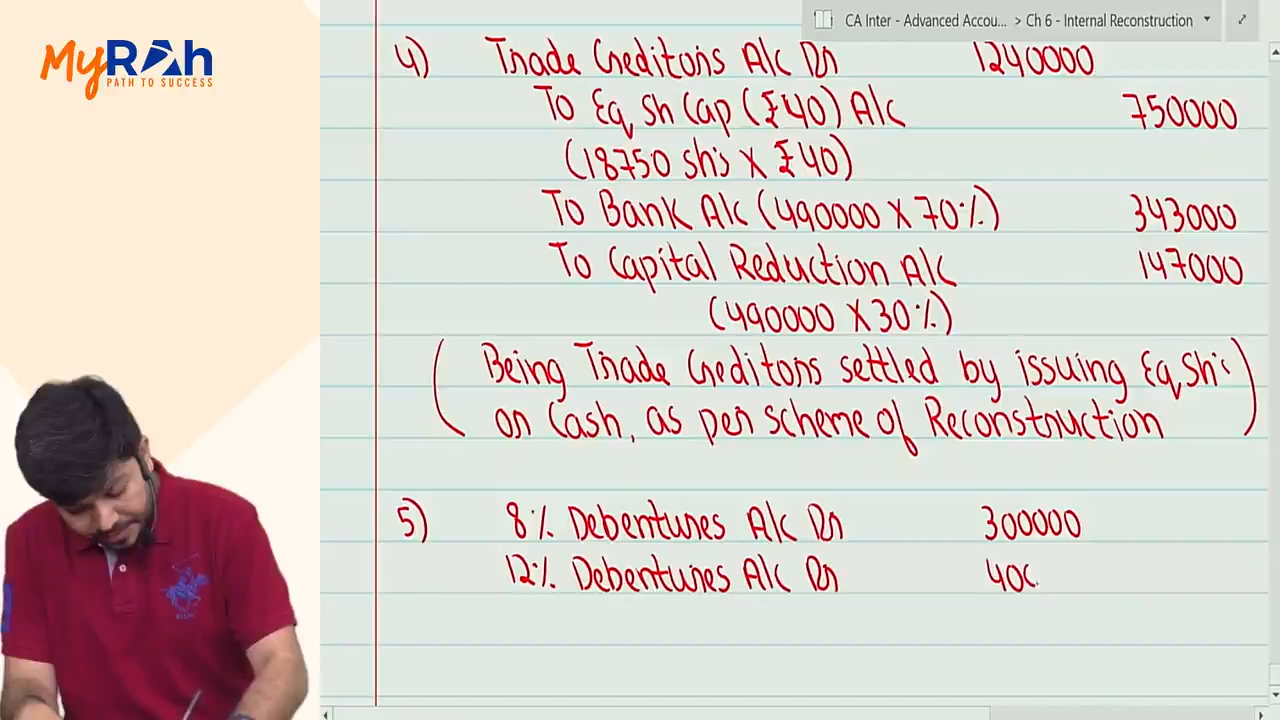 MyRAh
PATH TO SUCCESS
CA Inter - Advanced Accou... > Ch 6 - Internal Reconstruction
4) Trade Creditors A/c Dr 1240000
To Eq Sh Cap (₹40) A/c 750000
(18750 sh's X ₹40)
To Bank A/c (490000 X 70%) 343000
To Capital Reduction A/c 147000
(490000 X 30%)
(Being Trade Creditors settled by issuing Eq Sh's
or Cash, as per scheme of Reconstruction)
5) 8% Debentures A/c Dr 300000
12% Debentures A/c Dr 400